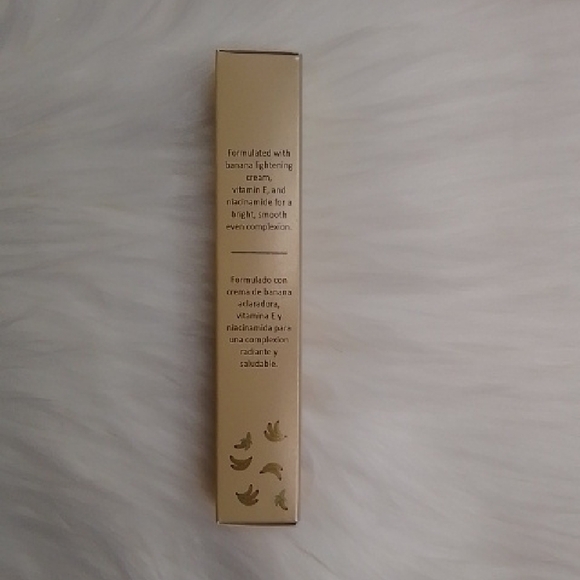 Formulated with
banana lightening
cream,
vitamin E, and
niacinamide for a
bright, smooth
even complexion.
Formulado con
crema de banana
aclaradora,
vitamina E y
niacinamida para
una complexion
radiante y
saludable.